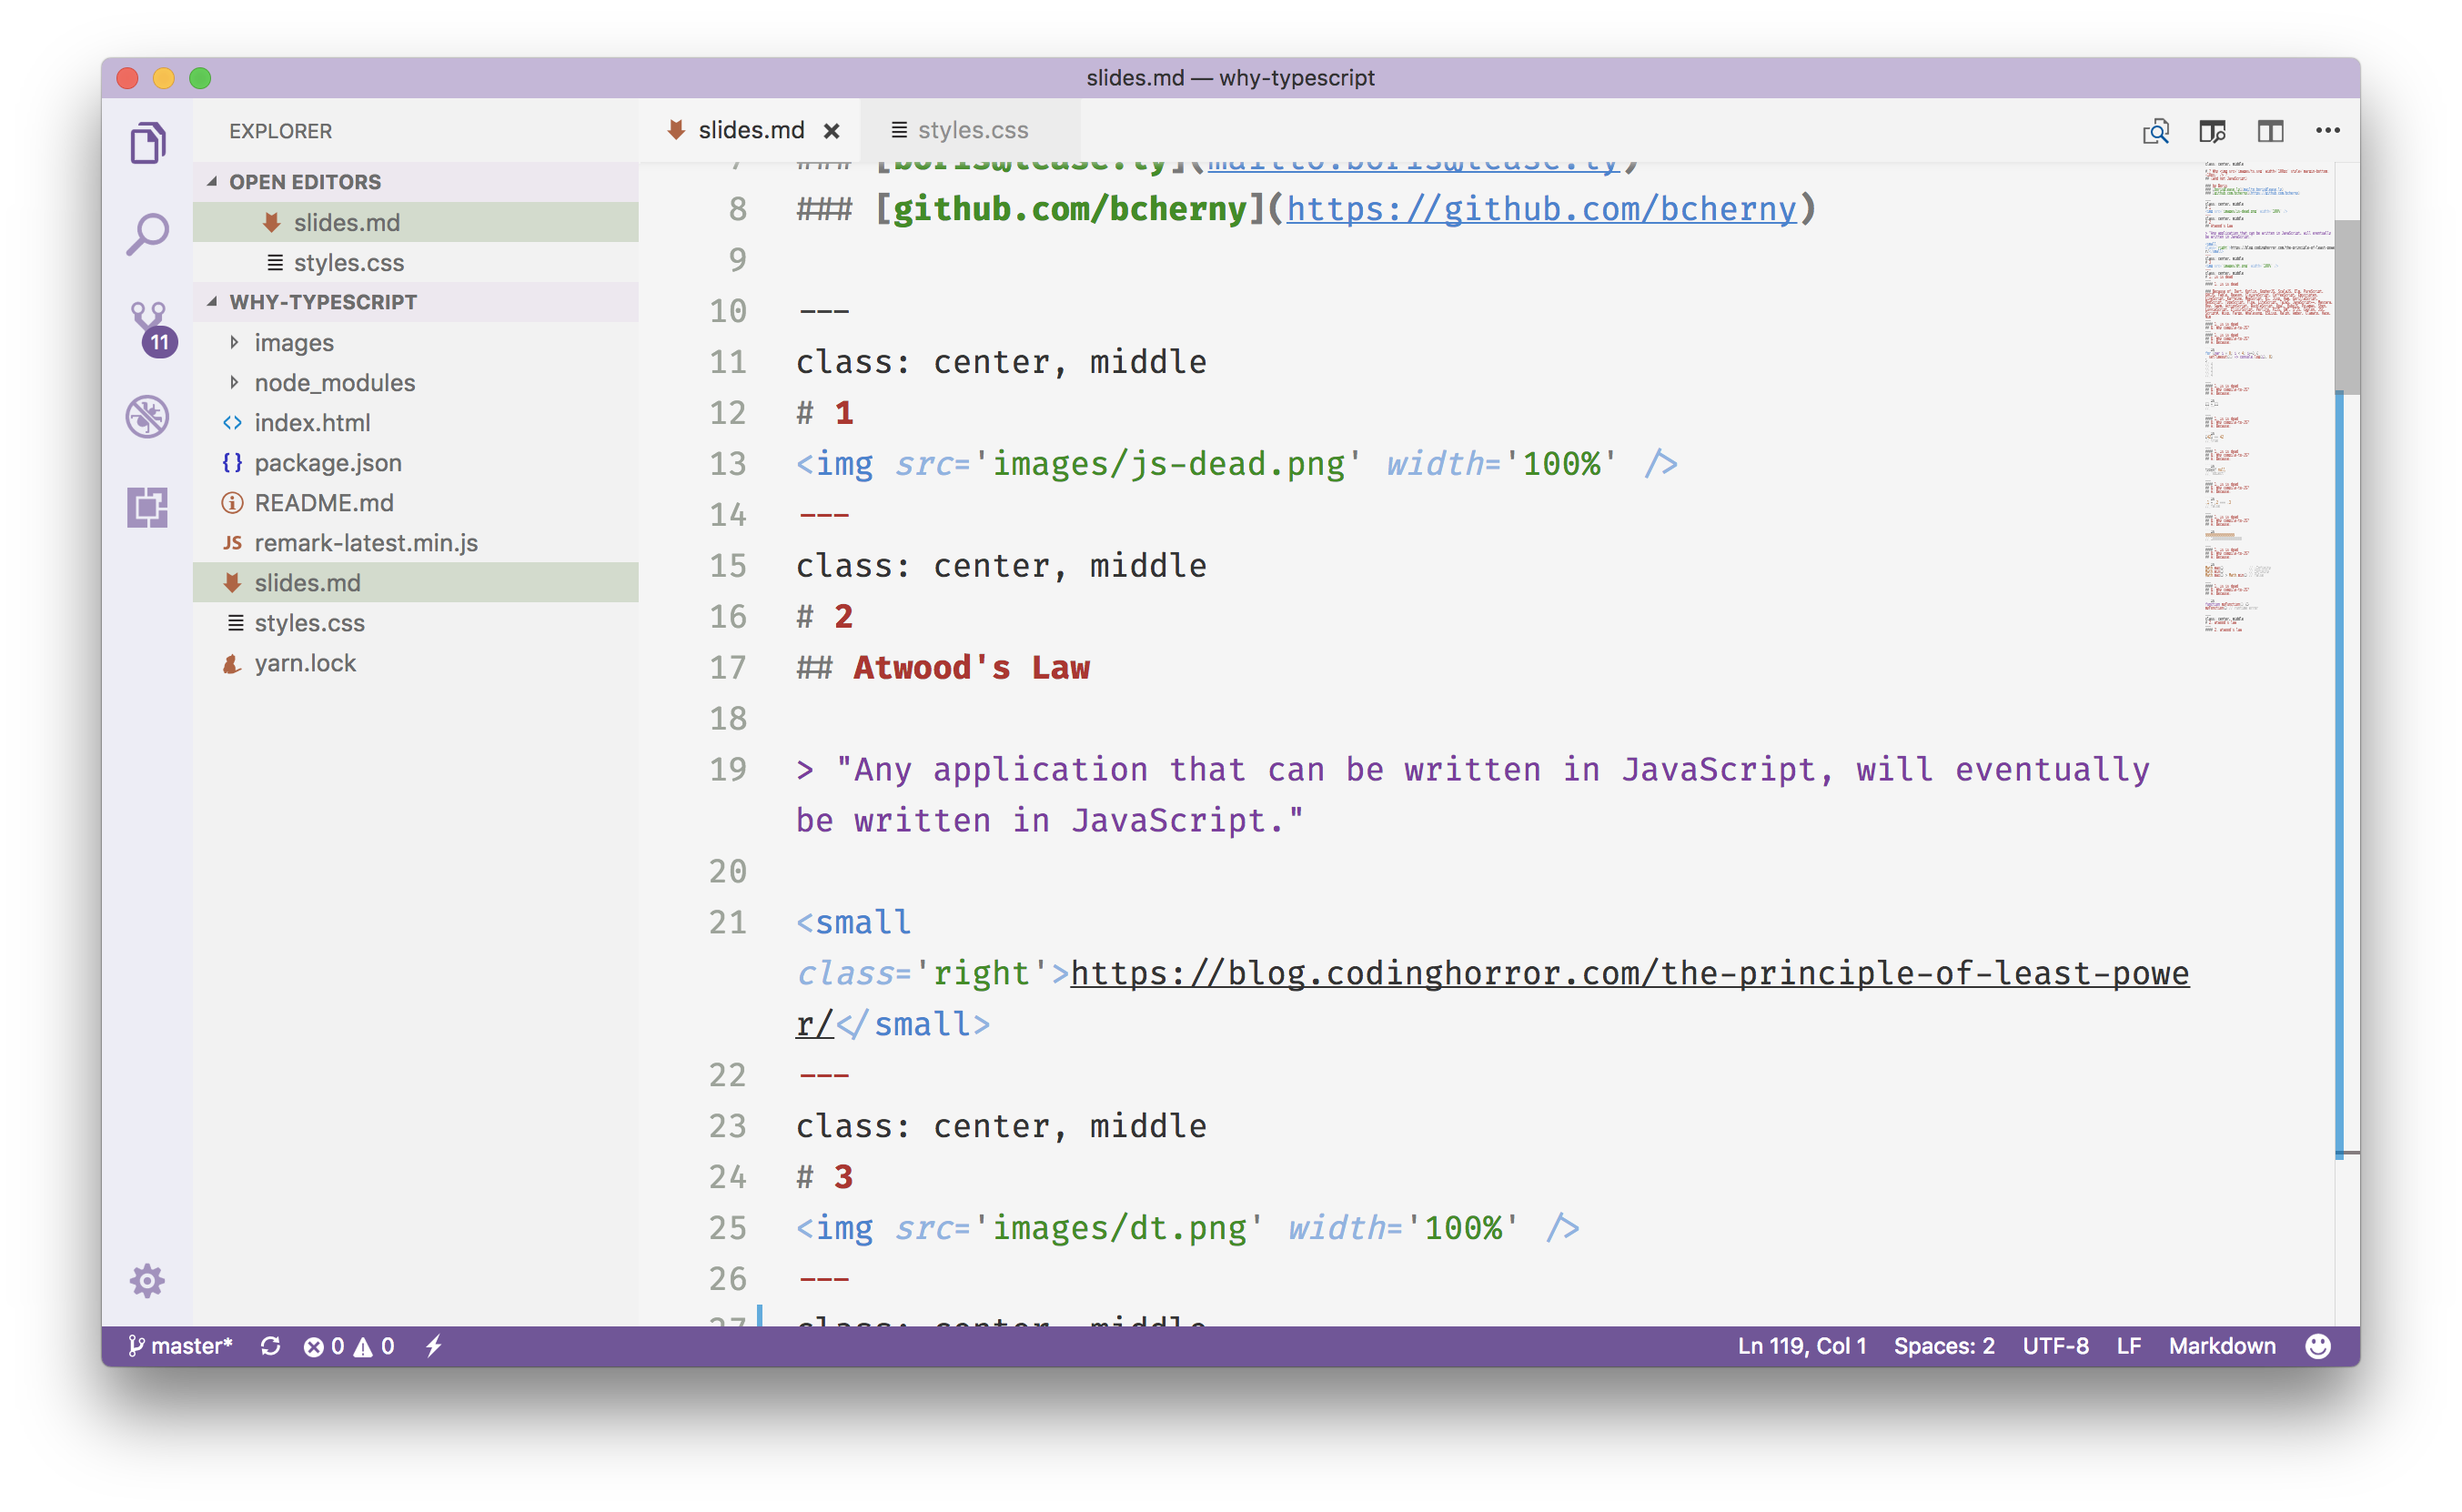 slides.md — why-typescript
EXPLORER
OPEN EDITORS
slides.md
styles.css
WHY-TYPESCRIPT
images
node_modules
index.html
package.json
README.md
JS remark-latest.min.js
slides.md
styles.css
yarn.lock
11
slides.md
styles.css
8 ### [github.com/bcherny](https://github.com/bcherny)
9
10 ---
11 class: center, middle
12 # 1
13 <img src='images/js-dead.png' width='100%' />
14 ---
15 class: center, middle
16 # 2
17 ## Atwood's Law
18
19 > "Any application that can be written in JavaScript, will eventually
be written in JavaScript."
20
21 <small
class='right'>https://blog.codinghorror.com/the-principle-of-least-powe
r/</small>
22 ---
23 class: center, middle
24 # 3
25 <img src='images/dt.png' width='100%' />
26 ---
27 class: center, middle
master* 0 0
Ln 119, Col 1 Spaces: 2 UTF-8 LF Markdown